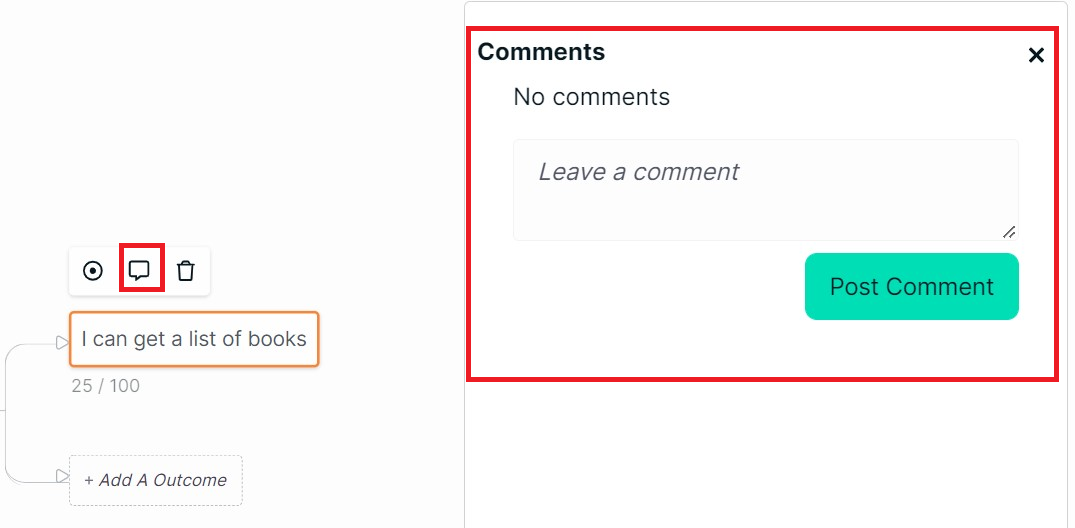 Comments
No comments
Leave a comment
Post Comment
I can get a list of books
25 / 100
+ Add A Outcome